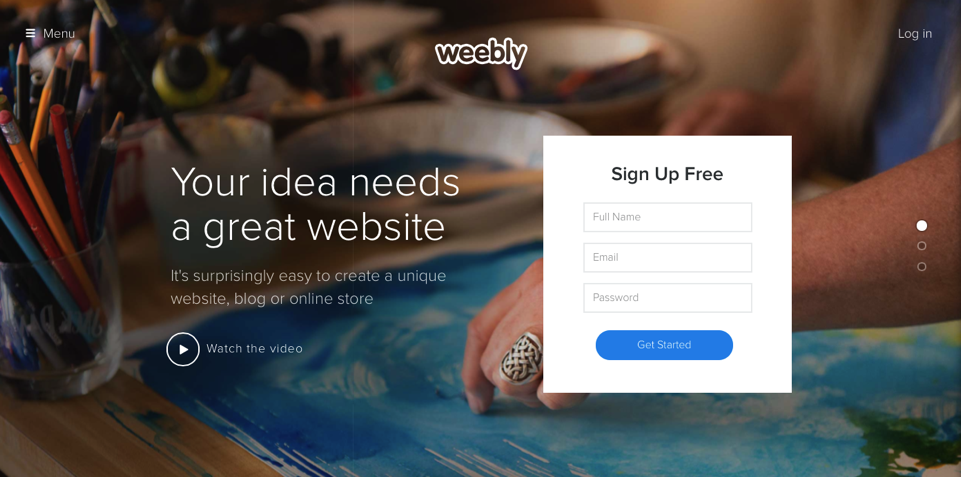 Menu
weebly
Log in
Your idea needs
a great website
It's surprisingly easy to create a unique
website, blog or online store
Watch the video
Sign Up Free
Full Name
Email
Password
Get Started